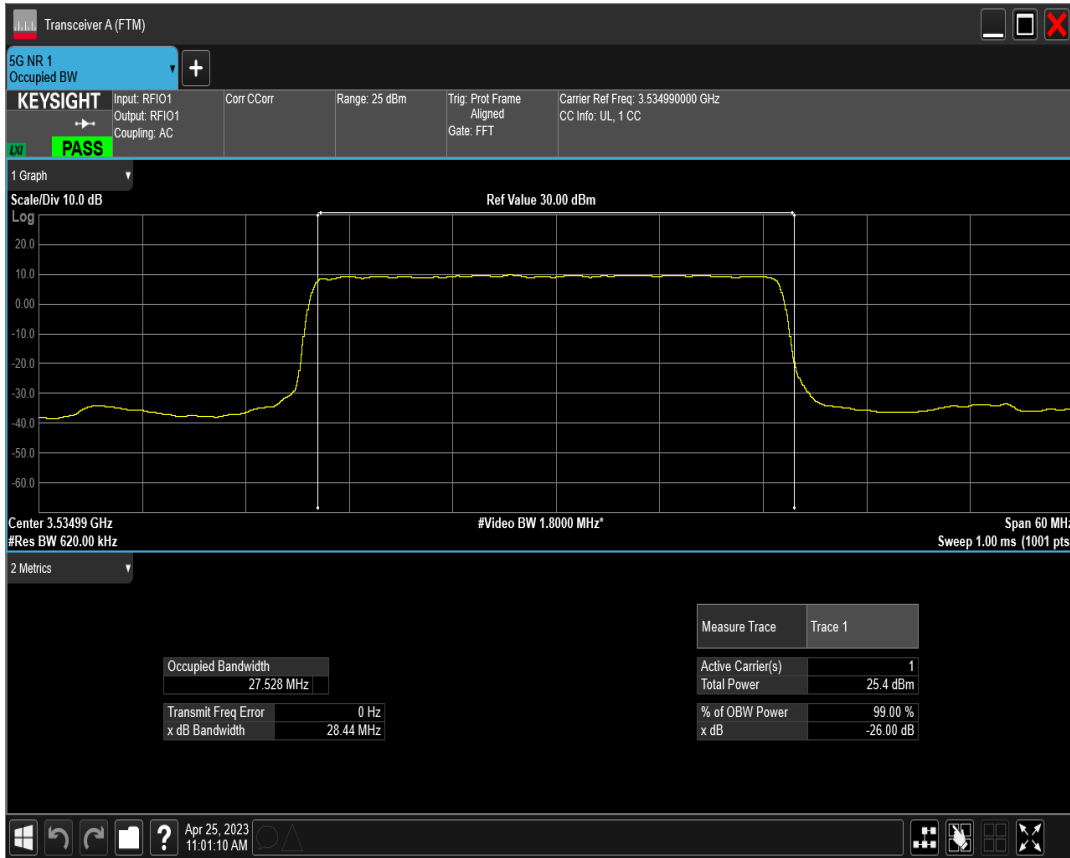 Transceiver A (FTM)
5G NR 1
Occupied BW
+
KEYSIGHT
LXI
PASS
Input: RFIO1
Output: RFIO1
Coupling: AC
Corr CCorr
Range: 25 dBm
Trig: Prot Frame
Aligned
Gate: FFT
Carrier Ref Freq: 3.534990000 GHz
CC Info: UL, 1 CC
1 Graph
Scale/Div 10.0 dB
Ref Value 30.00 dBm
Log
20.0
10.0
0.00
-10.0
-20.0
-30.0
-40.0
-50.0
-60.0
Center 3.53499 GHz
#Video BW 1.8000 MHz*
Span 60 MHz
#Res BW 620.00 kHz
Sweep 1.00 ms (1001 pts
2 Metrics
Measure Trace Trace 1
Occupied Bandwidth
27.528 MHz
Active Carrier(s) 1
Total Power 25.4 dBm
Transmit Freq Error 0 Hz
x dB Bandwidth 28.44 MHz
% of OBW Power 99.00 %
x dB -26.00 dB
?
Apr 25, 2023
11:01:10 AM